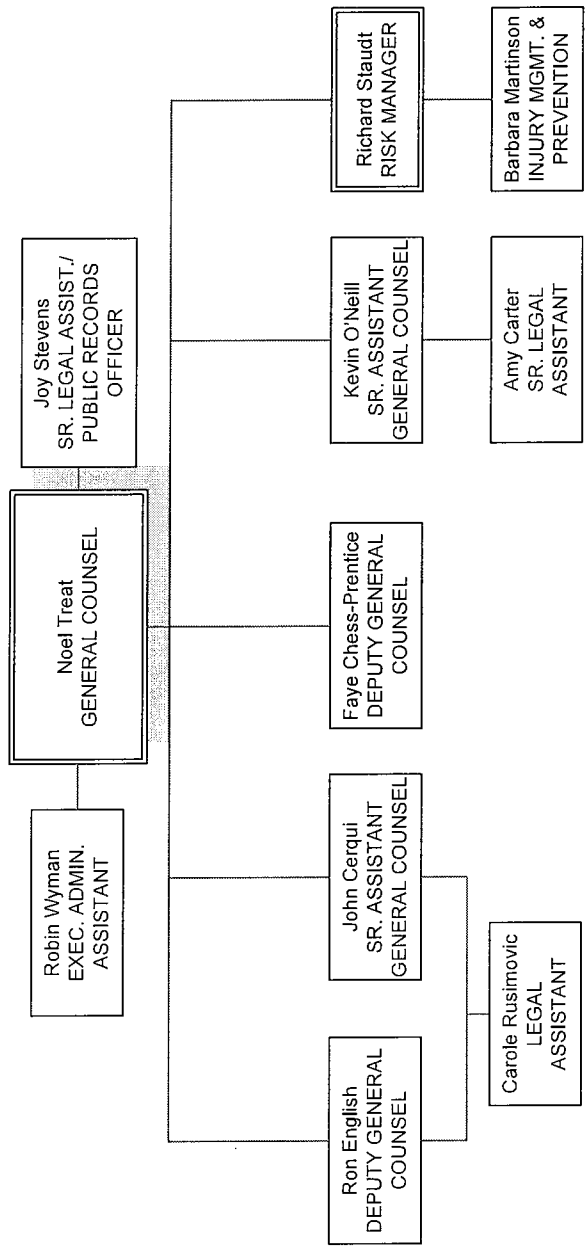 Noel Treat
GENERAL COUNSEL
Robin Wyman
EXEC. ADMIN.
ASSISTANT
Joy Stevens
SR. LEGAL ASSIST./
PUBLIC RECORDS
OFFICER
Ron English
DEPUTY GENERAL
COUNSEL
John Cerqui
SR. ASSISTANT
GENERAL COUNSEL
Faye Chess-Prentice
DEPUTY GENERAL
COUNSEL
Kevin O'Neill
SR. ASSISTANT
GENERAL COUNSEL
Richard Staudt
RISK MANAGER
Carole Rusimovic
LEGAL
ASSISTANT
Amy Carter
SR. LEGAL
ASSISTANT
Barbara Martinson
INJURY MGMT. &
PREVENTION